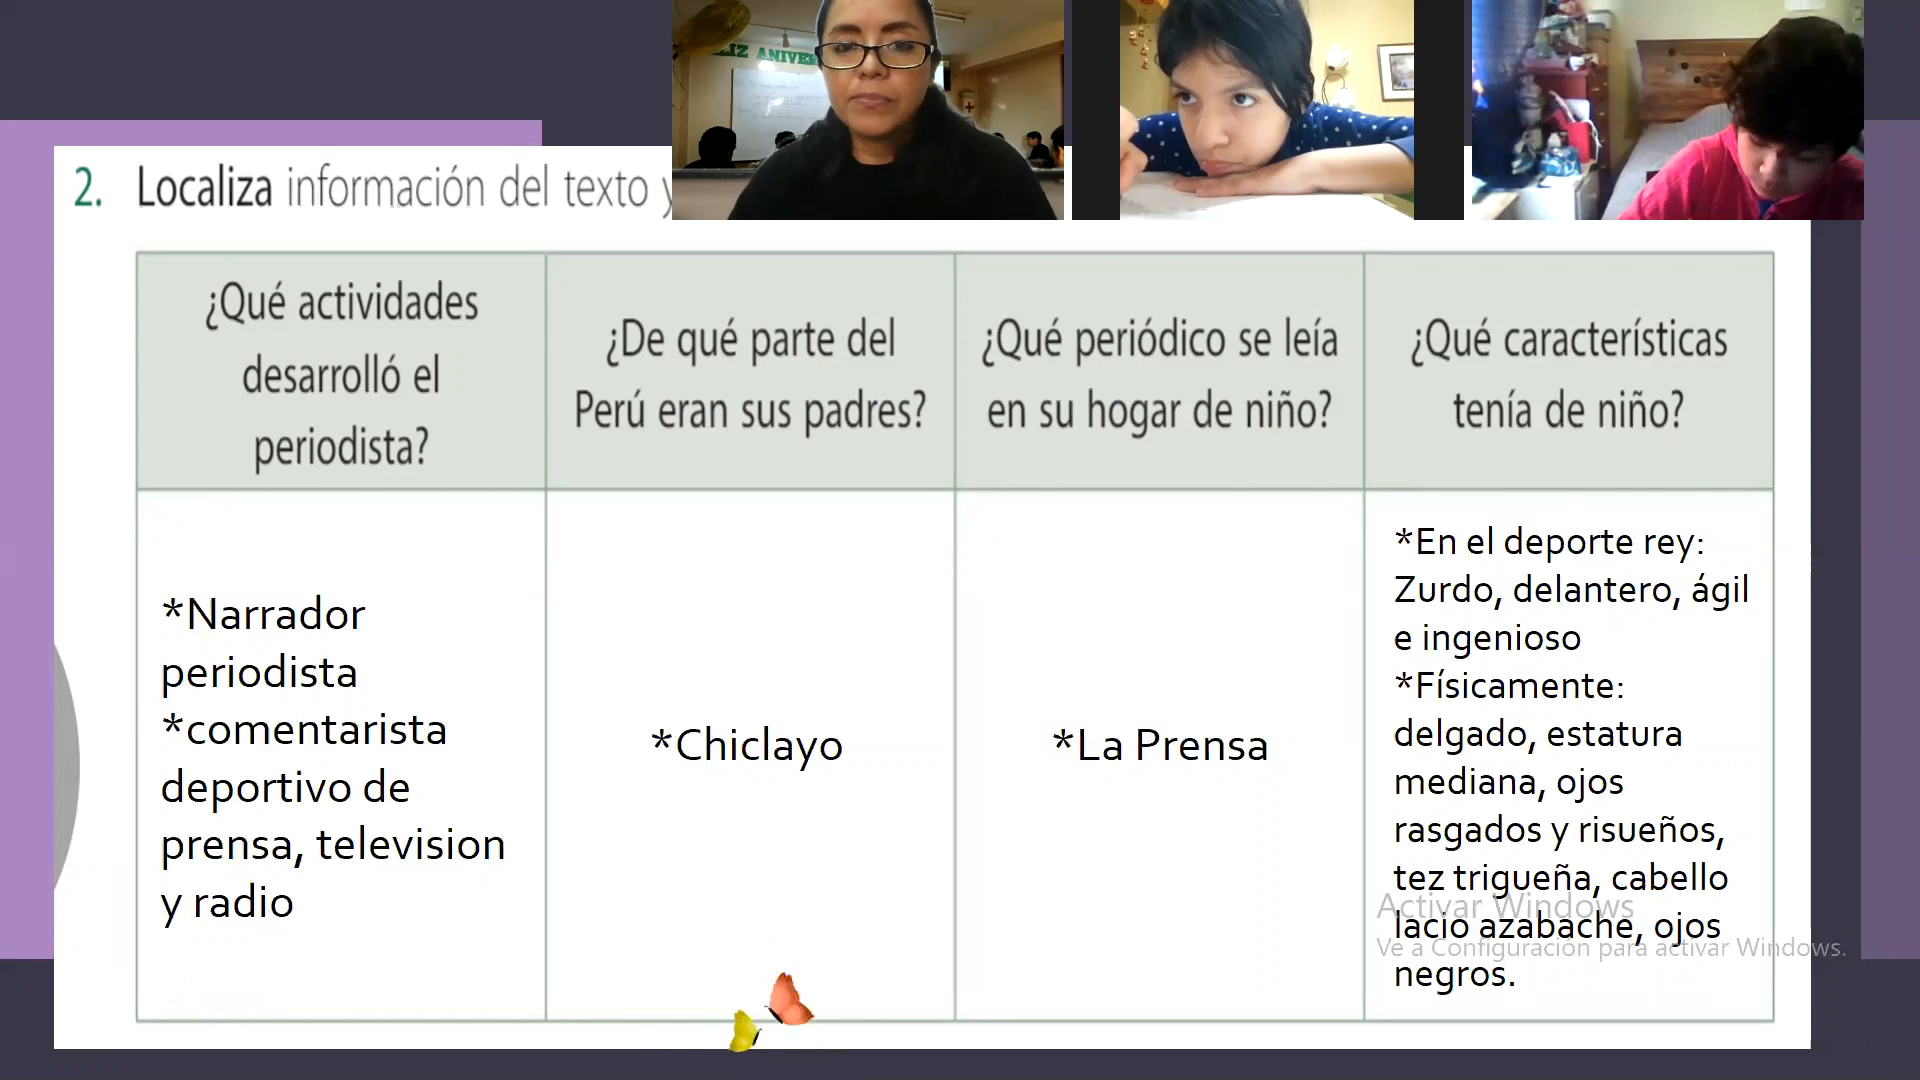 LIZ ANIVER
2. Localiza información del texto y
¿Qué actividades
desarrolló el
periodista?
¿De qué parte del
Perú eran sus padres?
¿Qué periódico se leía
en su hogar de niño?
¿Qué características
tenía de niño?
*Narrador
periodista
*comentarista
deportivo de
prensa, television
y radio
*Chiclayo
*La Prensa
*En el deporte rey:
Zurdo, delantero, ágil
e ingenioso
*Físicamente:
delgado, estatura
mediana, ojos
rasgados y risueños,
tez trigueña, cabello
lacio azabache, ojos
negros.
Activar Windows
Ve a Configuración para activar Windows.